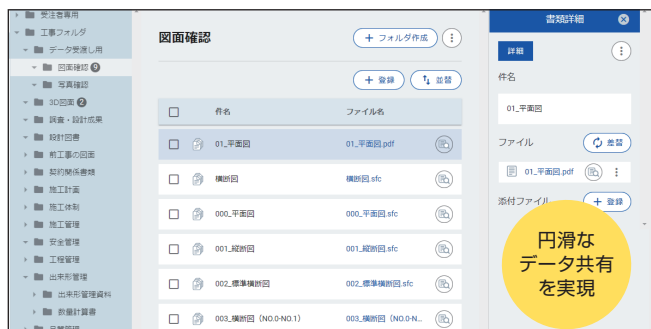 受注者専用
工事フォルダ
データ受渡し用
図面確認 9
写真確認
3D図面 2
調査・設計成果
設計図書
前工事の図面
契約関係書類
施工計画
施工体制
施工管理
安全管理
工程管理
出来形管理
出来形管理資料
数量計算書
品質管理
図面確認
+ フォルダ作成
+ 登録
並替
件名 ファイル名
01_平面図 01_平面図.pdf
横断図 横断図.sfc
000_平面図 000_平面図.sfc
001_縦断図 001_縦断図.sfc
002_標準横断図 002_標準横断図.sfc
003_横断図（NO.0-NO.1） 003_横断図（NO.0-N...
書類詳細
詳細
件名
01_平面図
ファイル 差替
01_平面図.pdf
添付ファイル + 登録
円滑な
データ共有
を実現